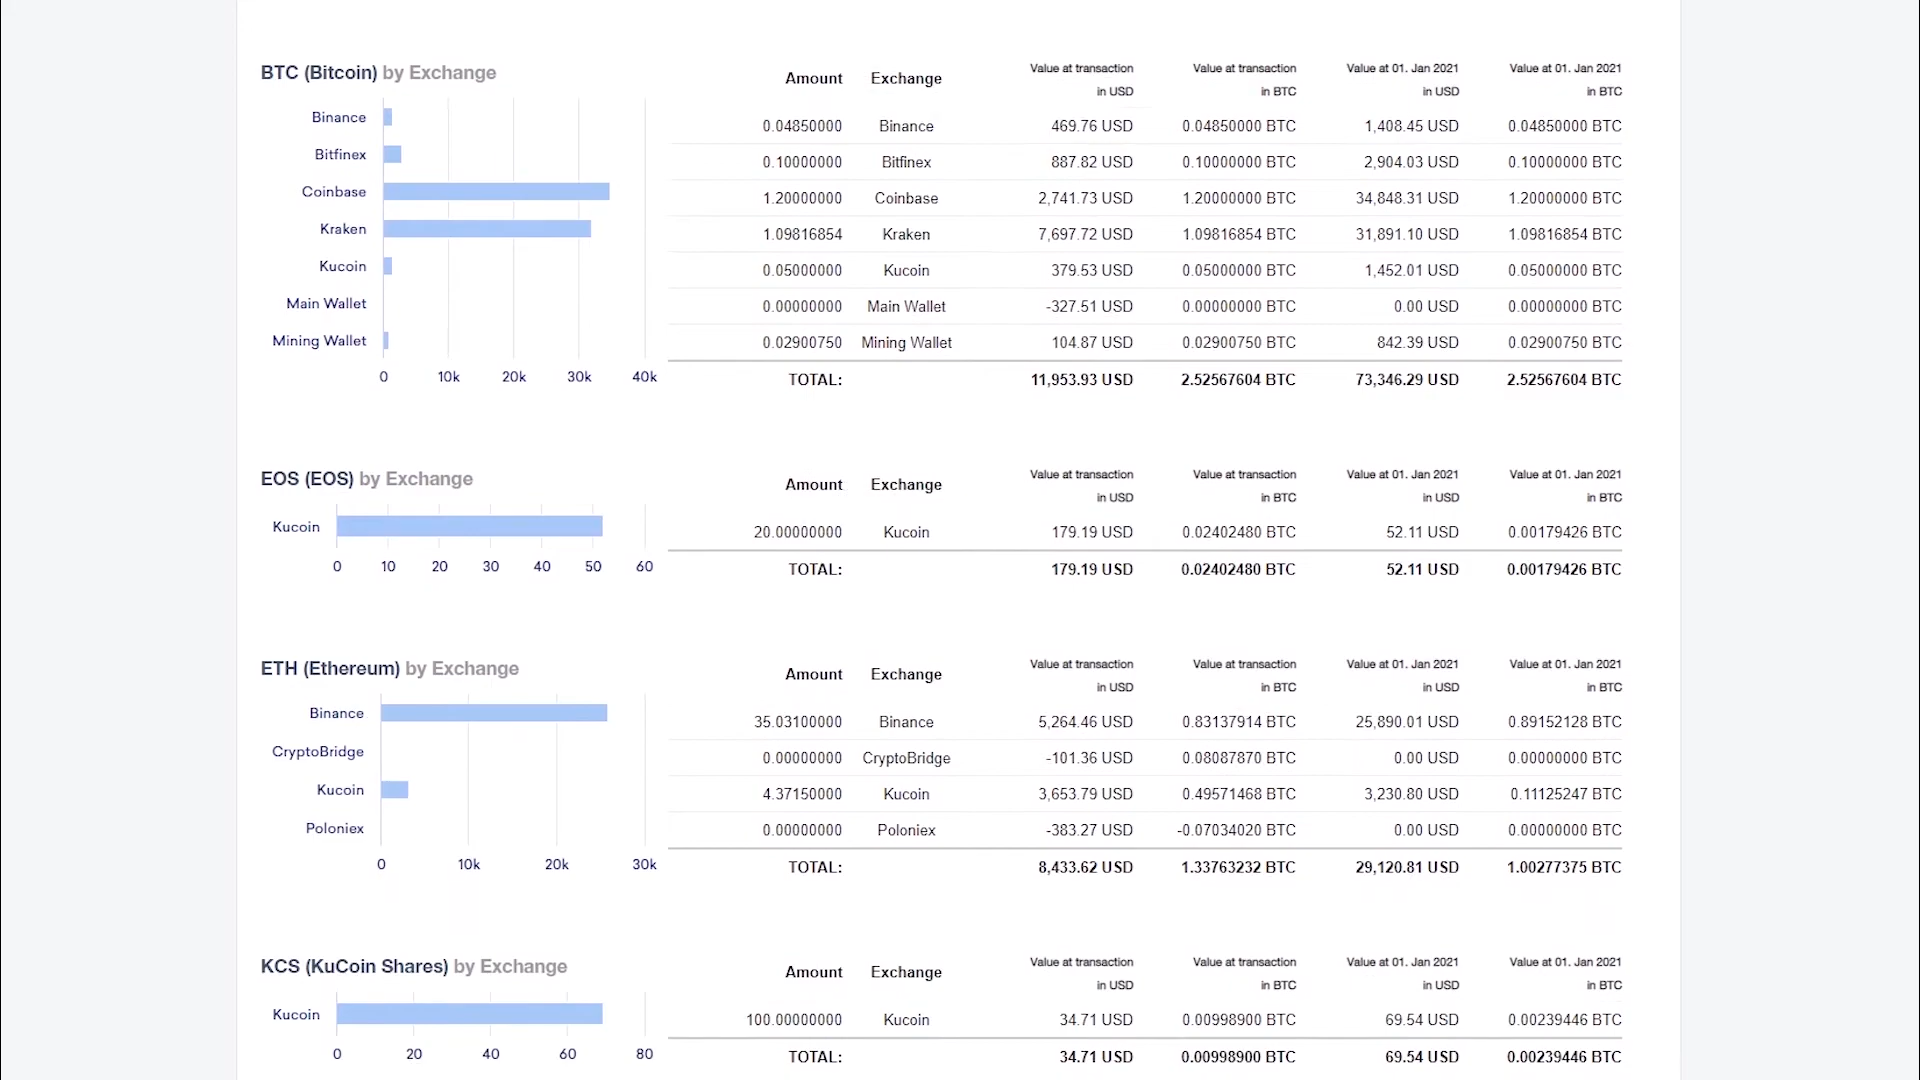 BTC (Bitcoin) by Exchange
Binance
Bitfinex
Coinbase
Kraken
Kucoin
Main Wallet
Mining Wallet
0 10k 20k 30k 40k
Amount Exchange Value at transaction in USD Value at transaction in BTC Value at 01. Jan 2021 in USD Value at 01. Jan 2021 in BTC
0.04850000 Binance 469.76 USD 0.04850000 BTC 1,408.45 USD 0.04850000 BTC
0.10000000 Bitfinex 887.82 USD 0.10000000 BTC 2,904.03 USD 0.10000000 BTC
1.20000000 Coinbase 2,741.73 USD 1.20000000 BTC 34,848.31 USD 1.20000000 BTC
1.09816854 Kraken 7,697.72 USD 1.09816854 BTC 31,891.10 USD 1.09816854 BTC
0.05000000 Kucoin 379.53 USD 0.05000000 BTC 1,452.01 USD 0.05000000 BTC
0.00000000 Main Wallet -327.51 USD 0.00000000 BTC 0.00 USD 0.00000000 BTC
0.02900750 Mining Wallet 104.87 USD 0.02900750 BTC 842.39 USD 0.02900750 BTC
TOTAL: 11,953.93 USD 2.52567604 BTC 73,346.29 USD 2.52567604 BTC
EOS (EOS) by Exchange
Kucoin
0 10 20 30 40 50 60
Amount Exchange Value at transaction in USD Value at transaction in BTC Value at 01. Jan 2021 in USD Value at 01. Jan 2021 in BTC
20.00000000 Kucoin 179.19 USD 0.02402480 BTC 52.11 USD 0.00179426 BTC
TOTAL: 179.19 USD 0.02402480 BTC 52.11 USD 0.00179426 BTC
ETH (Ethereum) by Exchange
Binance
CryptoBridge
Kucoin
Poloniex
0 10k 20k 30k
Amount Exchange Value at transaction in USD Value at transaction in BTC Value at 01. Jan 2021 in USD Value at 01. Jan 2021 in BTC
35.03100000 Binance 5,264.46 USD 0.83137914 BTC 25,890.01 USD 0.89152128 BTC
0.00000000 CryptoBridge -101.36 USD 0.08087870 BTC 0.00 USD 0.00000000 BTC
4.37150000 Kucoin 3,653.79 USD 0.49571468 BTC 3,230.80 USD 0.11125247 BTC
0.00000000 Poloniex -383.27 USD -0.07034020 BTC 0.00 USD 0.00000000 BTC
TOTAL: 8,433.62 USD 1.33763232 BTC 29,120.81 USD 1.00277375 BTC
KCS (KuCoin Shares) by Exchange
Kucoin
0 20 40 60 80
Amount Exchange Value at transaction in USD Value at transaction in BTC Value at 01. Jan 2021 in USD Value at 01. Jan 2021 in BTC
100.00000000 Kucoin 34.71 USD 0.00998900 BTC 69.54 USD 0.00239446 BTC
TOTAL: 34.71 USD 0.00998900 BTC 69.54 USD 0.00239446 BTC